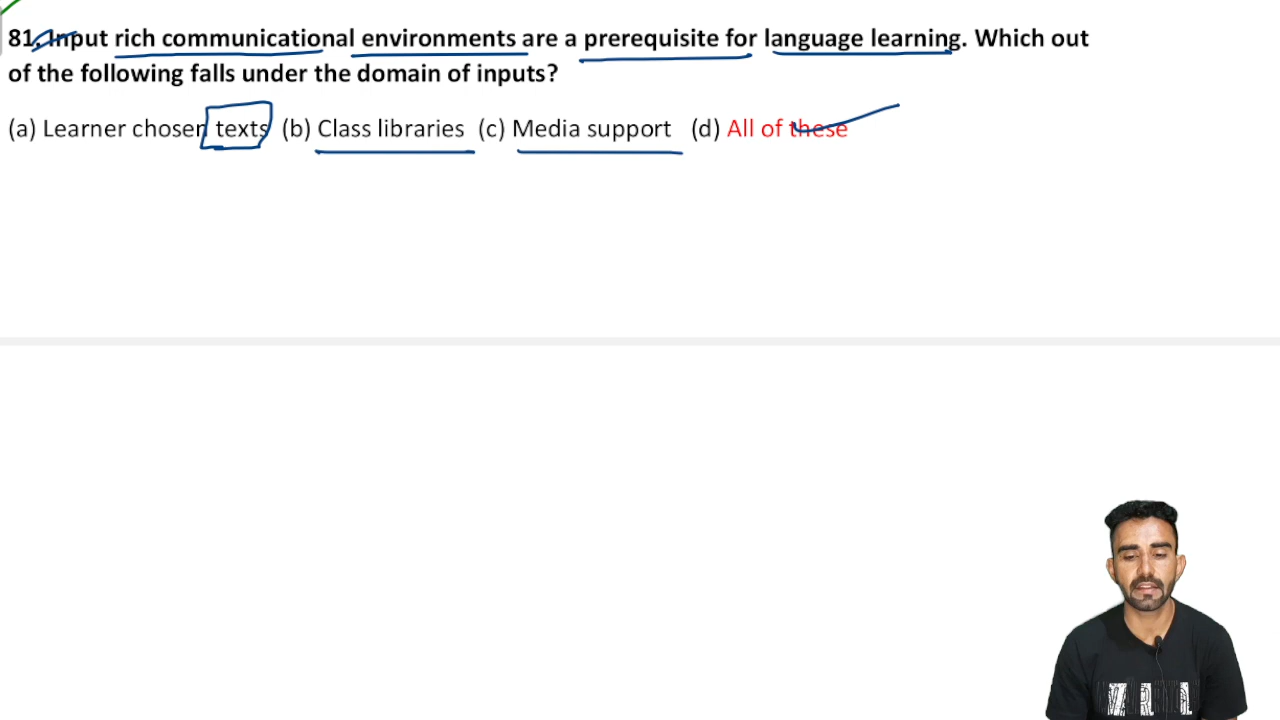 81. Input rich communicational environments are a prerequisite for language learning. Which out
of the following falls under the domain of inputs?
(a) Learner chosen texts (b) Class libraries (c) Media support (d) All of these